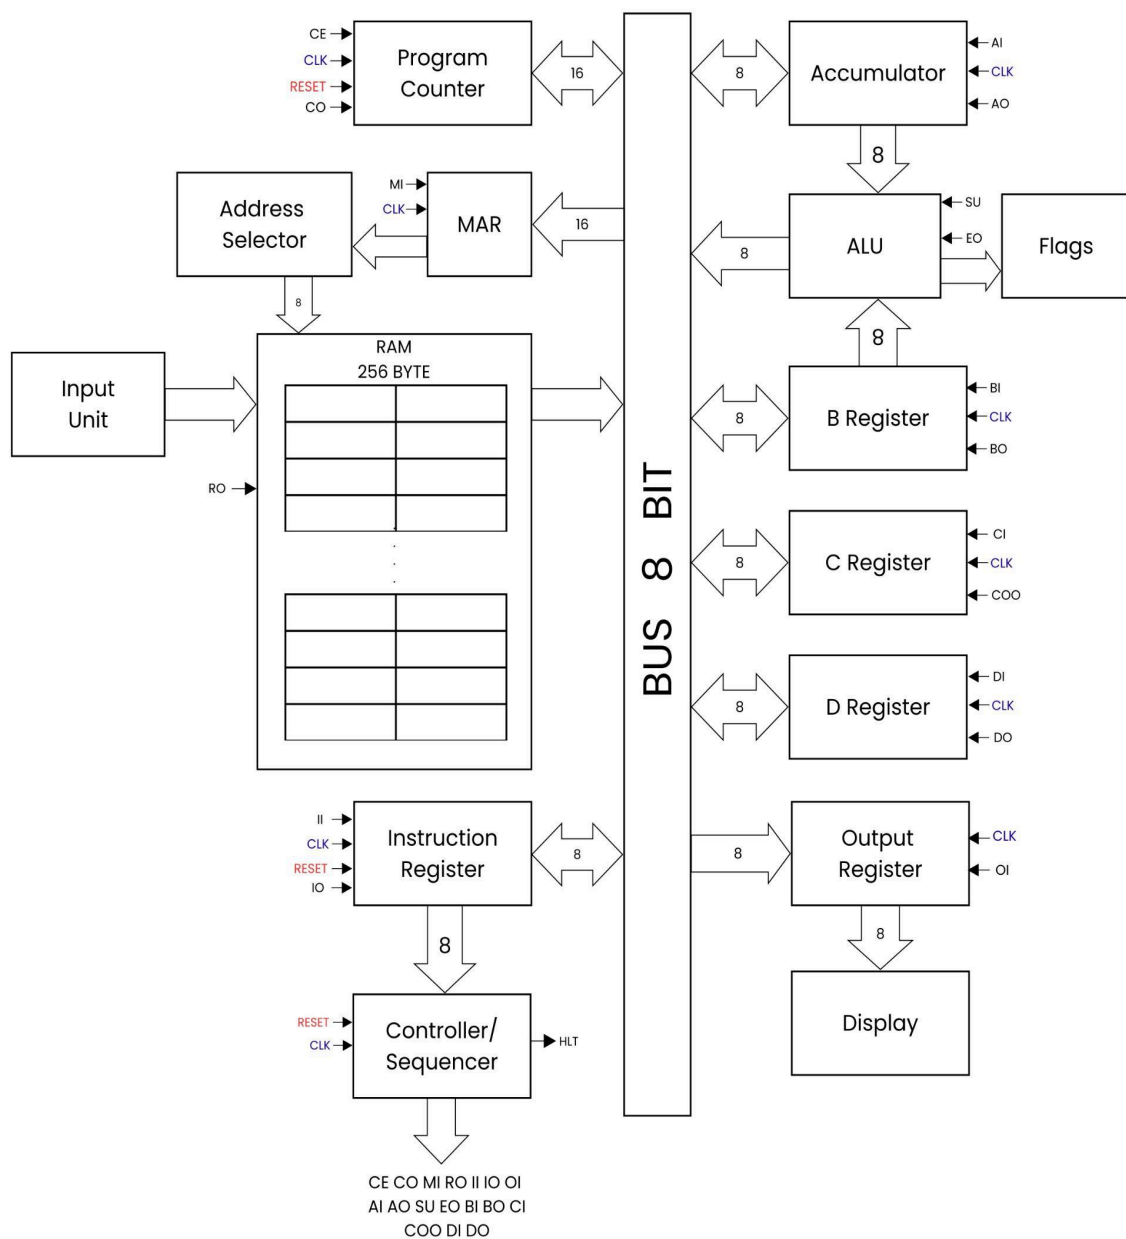 CE
CLK
RESET
CO
Program
Counter
16
8
Accumulator
AI
CLK
AO
8
Address
Selector
MI
CLK
MAR
16
8
ALU
SU
EO
Flags
8
8
Input
Unit
RAM
256 BYTE
RO
.
.
.
BUS 8 BIT
8
B Register
BI
CLK
BO
8
C Register
CI
CLK
COO
8
D Register
DI
CLK
DO
II
CLK
RESET
IO
Instruction
Register
8
8
Output
Register
CLK
OI
8
8
RESET
CLK
Controller/
Sequencer
HLT
Display
CE CO MI RO II IO OI
AI AO SU EO BI BO CI
COO DI DO